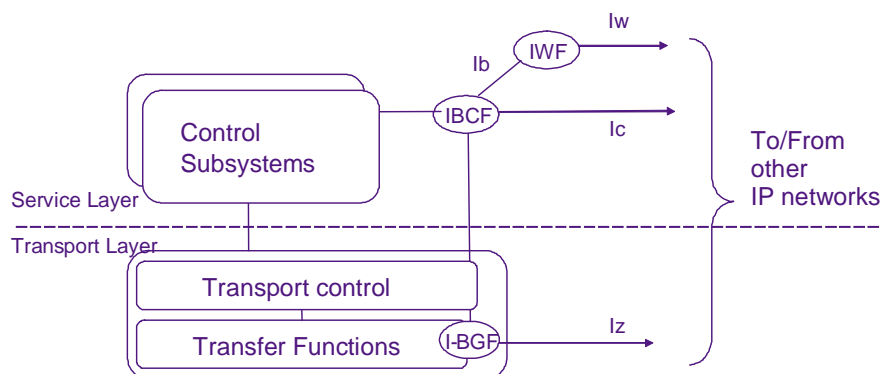 Iw
Ib
IWF
IBCF
Ic
Control
Subsystems
To/From
other
IP networks
Service Layer
Transport Layer
Transport control
Transfer Functions
I-BGF
Iz